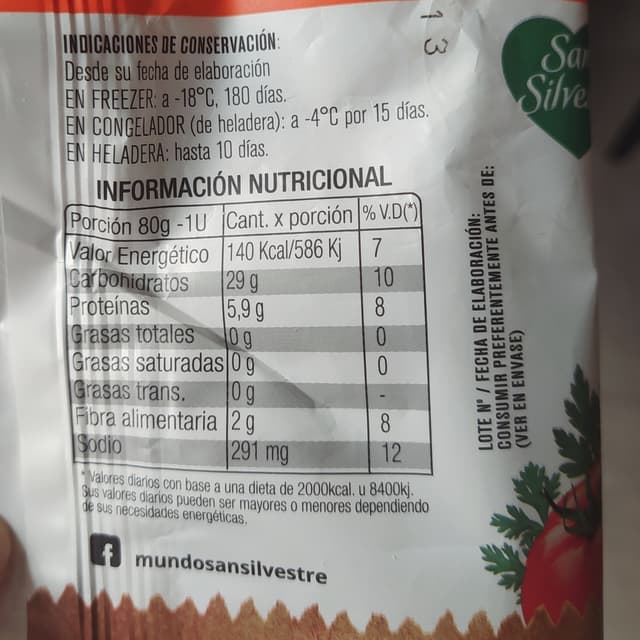 INDICACIONES DE CONSERVACIÓN:
Desde su fecha de elaboración
EN FREEZER: a -18°C, 180 días.
EN CONGELADOR (de heladera): a -4°C por 15 días.
EN HELADERA: hasta 10 días.
INFORMACIÓN NUTRICIONAL
Porción 80g -1U Cant. x porción % V.D(*)
Valor Energético 140 Kcal/586 Kj 7
Carbohidratos 29 g 10
Proteínas 5,9 g 8
Grasas totales 0 g 0
Grasas saturadas 0 g 0
Grasas trans. 0 g -
Fibra alimentaria 2 g 8
Sodio 291 mg 12
* Valores diarios con base a una dieta de 2000kcal. u 8400kj.
Sus valores diarios pueden ser mayores o menores dependiendo
de sus necesidades energéticas.
f mundosansilvestre
13
San
LOTE N° / FECHA DE ELABORACIÓN:
CONSUMIR PREFERENTEMENTE ANTES DE:
(VER EN ENVASE)